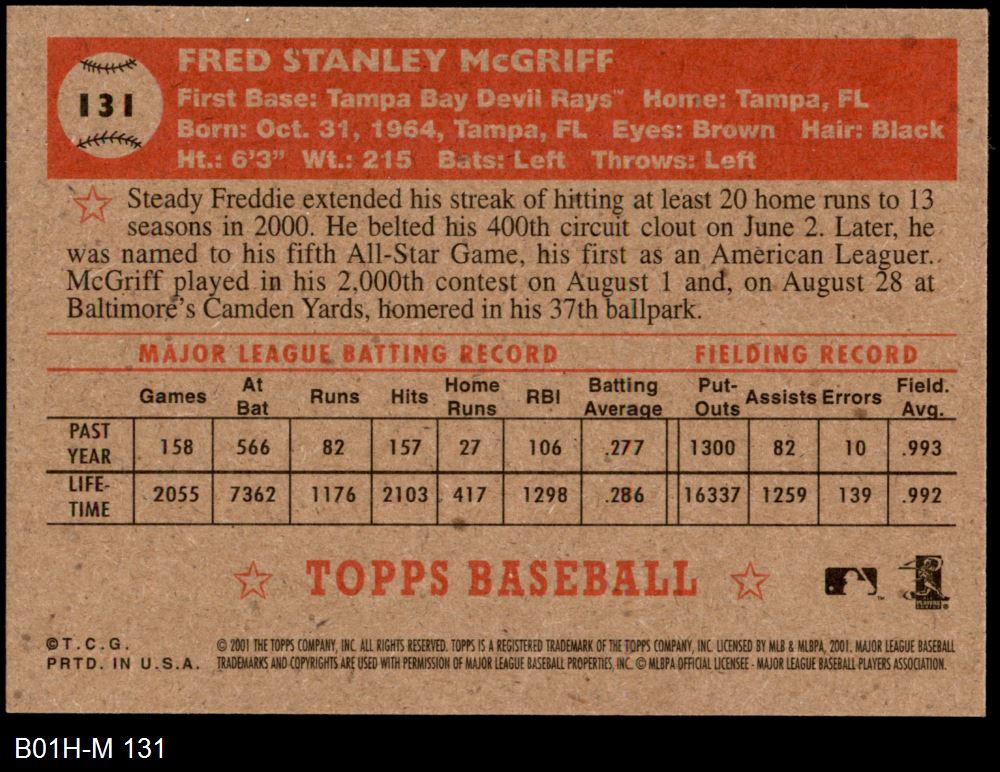 131
FRED STANLEY McGRIFF
First Base: Tampa Bay Devil Rays™ Home: Tampa, FL
Born: Oct. 31, 1964, Tampa, FL Eyes: Brown Hair: Black
Ht.: 6'3" Wt.: 215 Bats: Left Throws: Left
Steady Freddie extended his streak of hitting at least 20 home runs to 13
seasons in 2000. He belted his 400th circuit clout on June 2. Later, he
was named to his fifth All-Star Game, his first as an American Leaguer.
McGriff played in his 2,000th contest on August 1 and, on August 28 at
Baltimore's Camden Yards, homered in his 37th ballpark.
MAJOR LEAGUE BATTING RECORD FIELDING RECORD
Games At Bat Runs Hits Home Runs RBI Batting Average Put-Outs Assists Errors Field. Avg.
PAST YEAR 158 566 82 157 27 106 .277 1300 82 10 .993
LIFE-TIME 2055 7362 1176 2103 417 1298 .286 16337 1259 139 .992
TOPPS BASEBALL
©T.C.G.
PRTD. IN U.S.A.
© 2001 THE TOPPS COMPANY, INC. ALL RIGHTS RESERVED. TOPPS IS A REGISTERED TRADEMARK OF THE TOPPS COMPANY, INC. LICENSED BY MLB & MLBPA, 2001. MAJOR LEAGUE BASEBALL
TRADEMARKS AND COPYRIGHTS ARE USED WITH PERMISSION OF MAJOR LEAGUE BASEBALL PROPERTIES, INC. © MLBPA OFFICIAL LICENSEE - MAJOR LEAGUE BASEBALL PLAYERS ASSOCIATION.
B01H-M 131